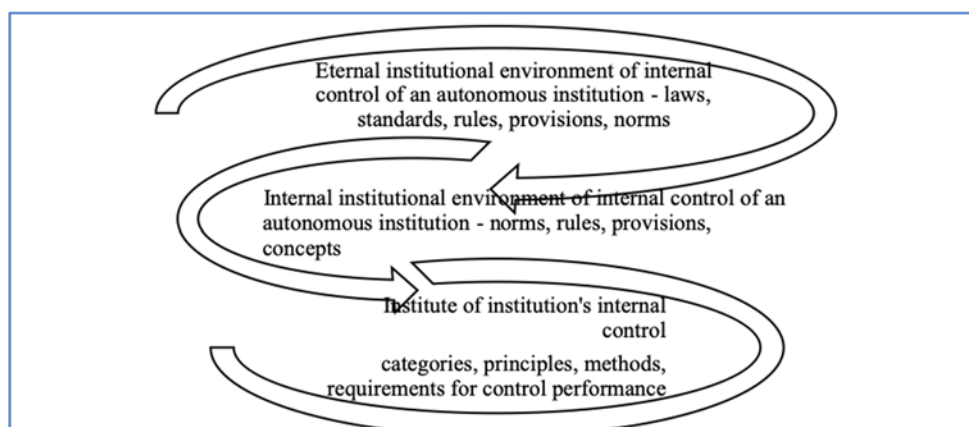 Eternal institutional environment of internal
control of an autonomous institution - laws,
standards, rules, provisions, norms
Internal institutional environment of internal control of an
autonomous institution - norms, rules, provisions,
concepts
Institute of institution's internal
control
categories, principles, methods,
requirements for control performance